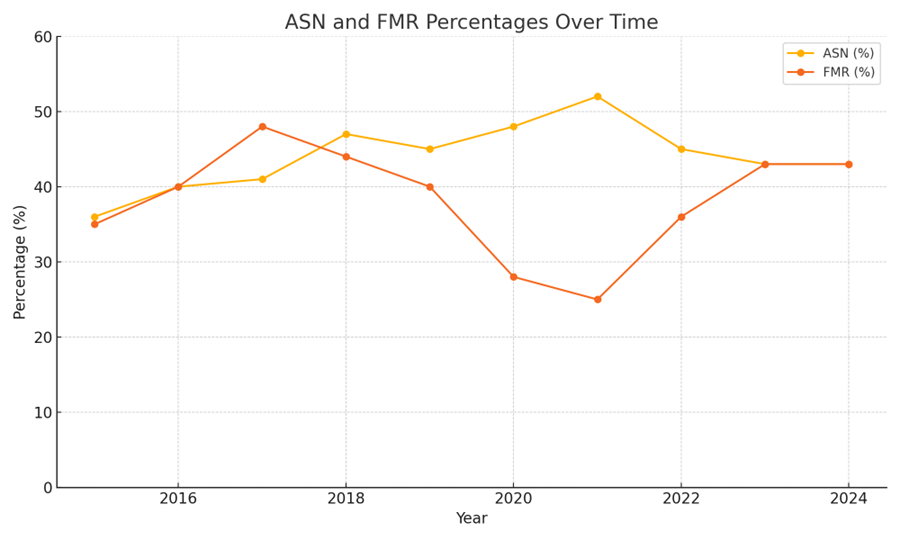 ASN and FMR Percentages Over Time
ASN (%)
FMR (%)
Percentage (%)
60
50
40
30
20
10
0
2016 2018 2020 2022 2024
Year